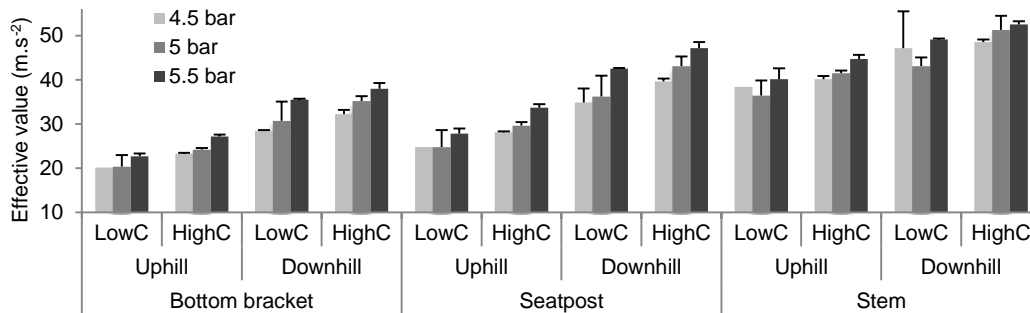 Effective value (m.s⁻²)
50
40
30
20
10
4.5 bar
5 bar
5.5 bar
LowC HighC LowC HighC LowC HighC LowC HighC LowC HighC LowC HighC
Uphill Downhill Uphill Downhill Uphill Downhill
Bottom bracket Seatpost Stem